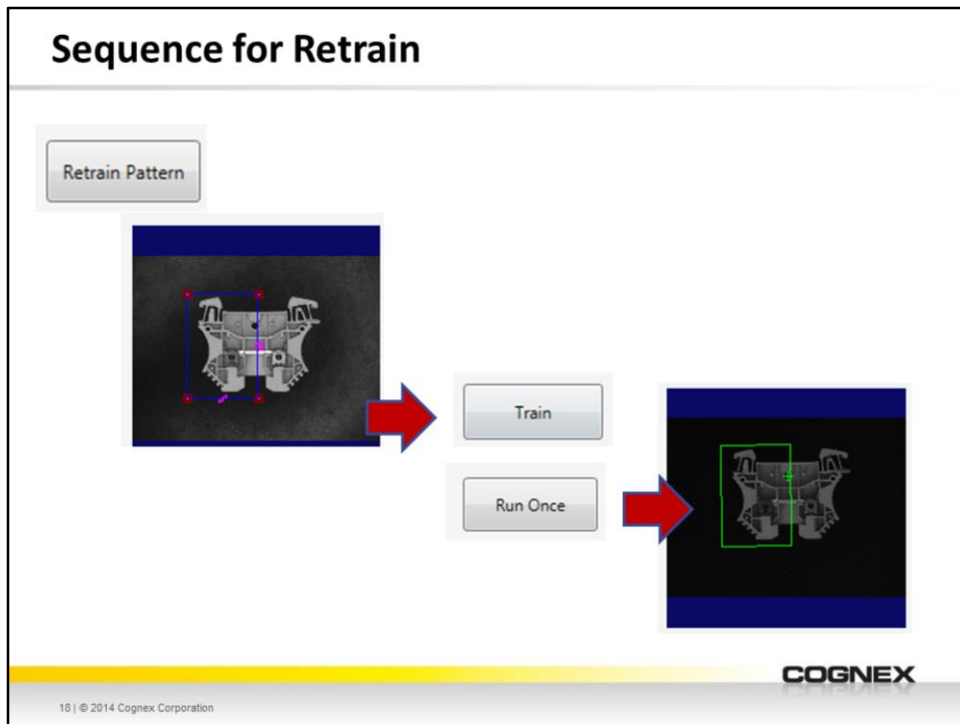 Sequence for Retrain
Retrain Pattern
Train
Run Once
COGNEX
18 | © 2014 Cognex Corporation